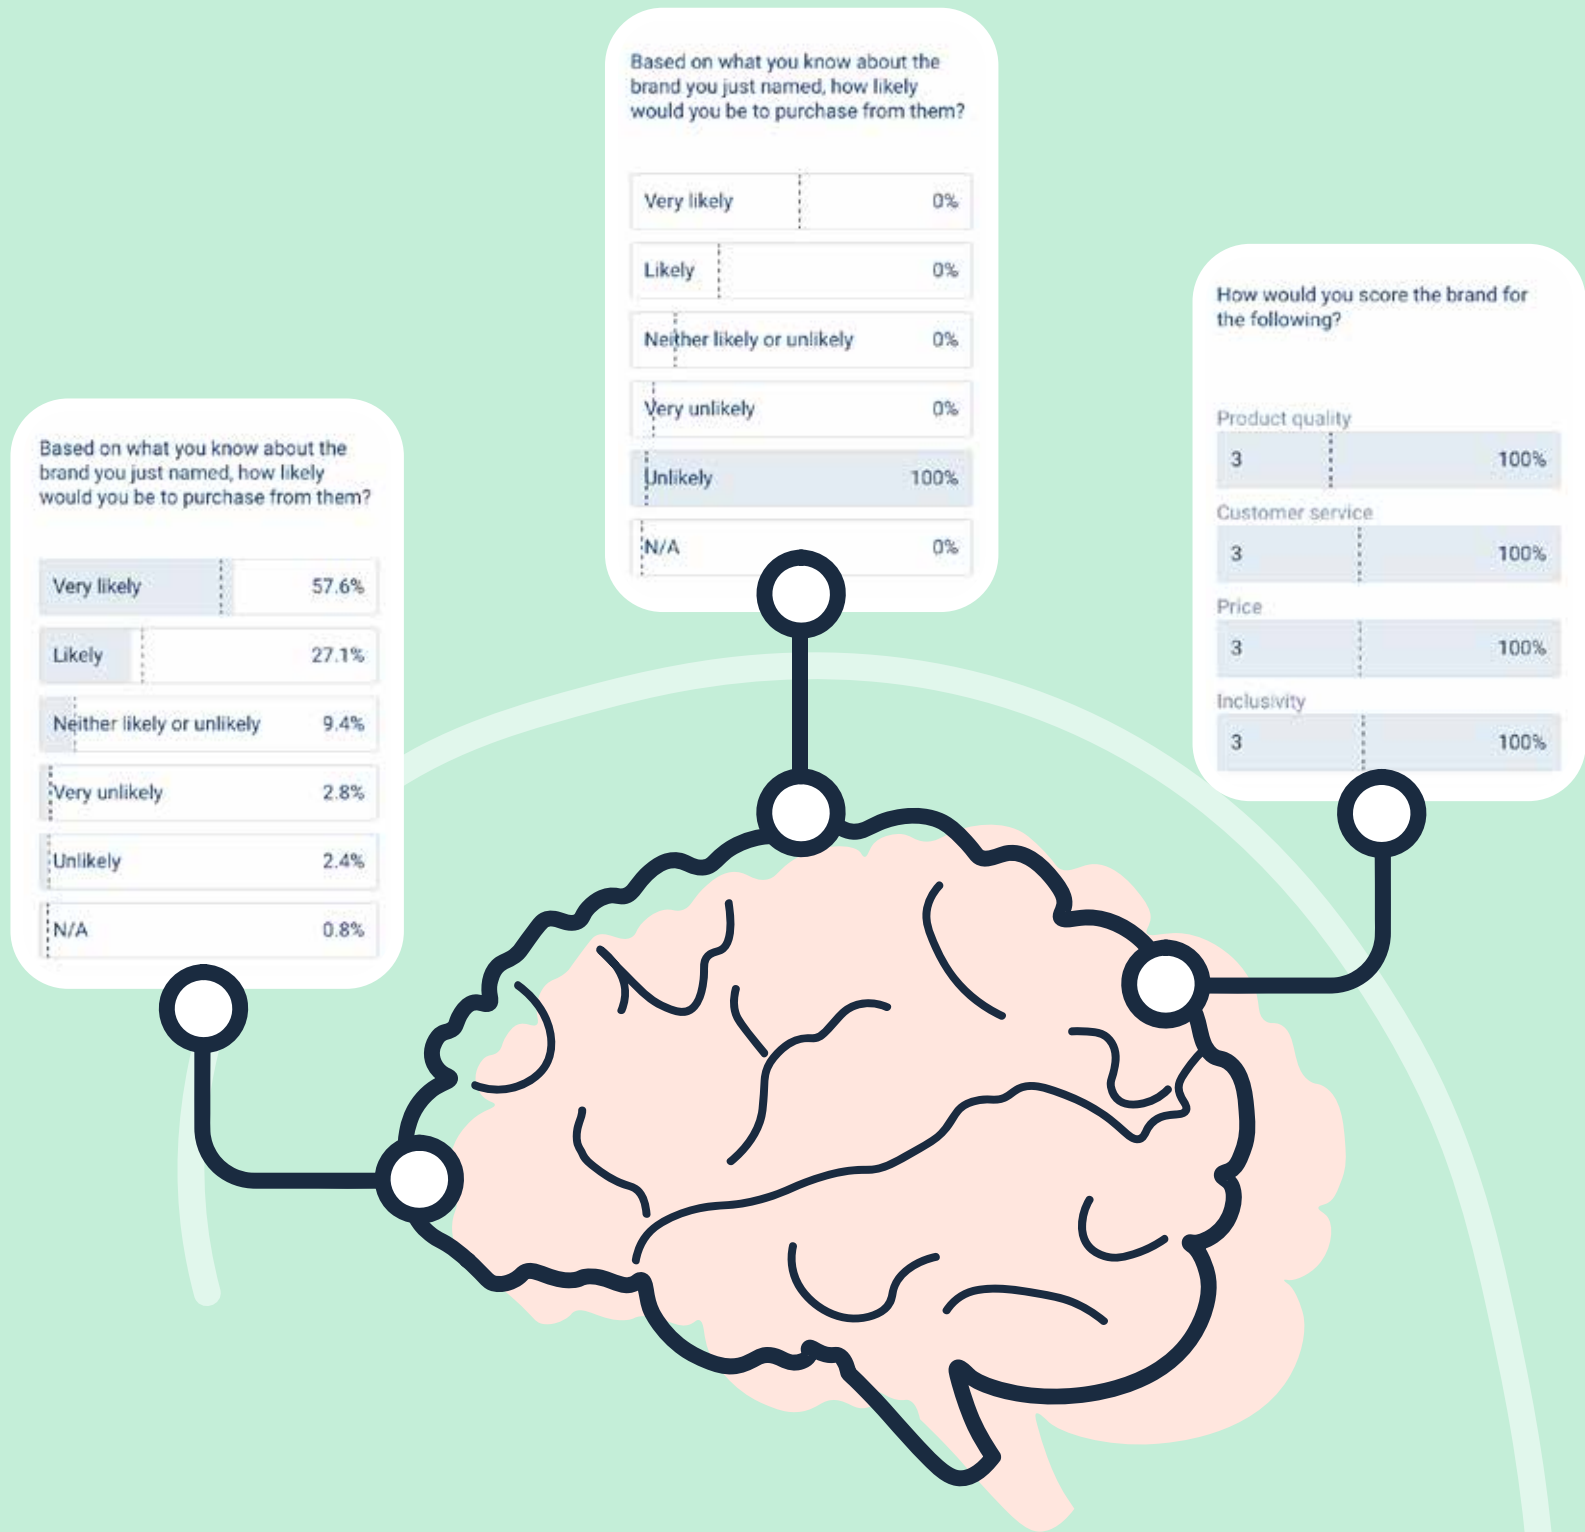 Based on what you know about the
brand you just named, how likely
would you be to purchase from them?
Very likely 57.6%
Likely 27.1%
Neither likely or unlikely 9.4%
Very unlikely 2.8%
Unlikely 2.4%
N/A 0.8%
Based on what you know about the
brand you just named, how likely
would you be to purchase from them?
Very likely 0%
Likely 0%
Neither likely or unlikely 0%
Very unlikely 0%
Unlikely 100%
N/A 0%
How would you score the brand for
the following?
Product quality
3 100%
Customer service
3 100%
Price
3 100%
Inclusivity
3 100%